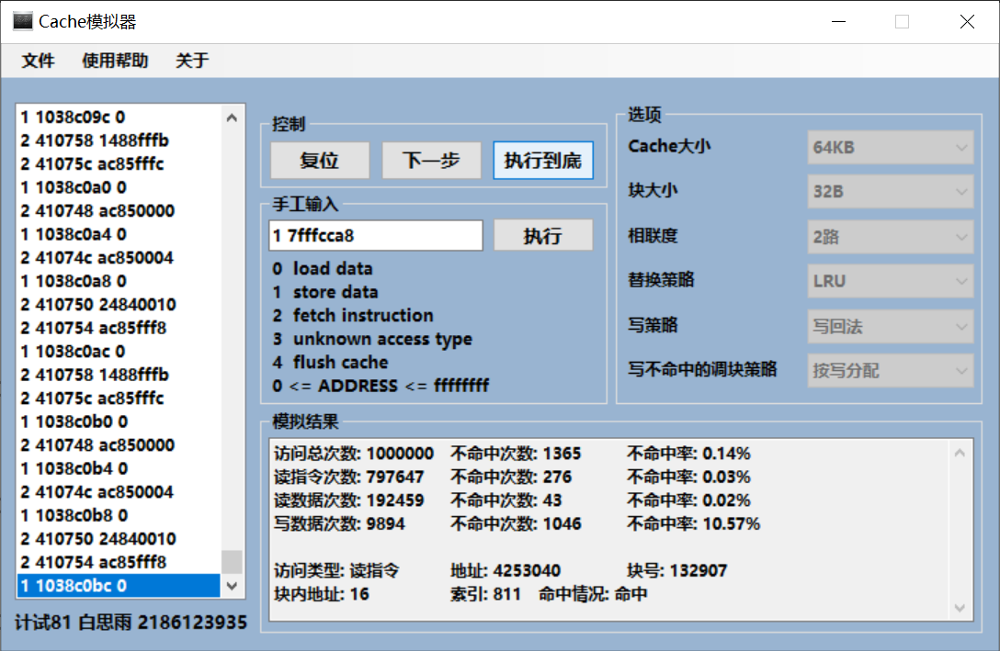 Cache模拟器
文件 使用帮助 关于
1 1038c09c 0
2 410758 1488fffb
2 41075c ac85fffc
1 1038c0a0 0
2 410748 ac850000
1 1038c0a4 0
2 41074c ac850004
1 1038c0a8 0
2 410750 24840010
2 410754 ac85fff8
1 1038c0ac 0
2 410758 1488fffb
2 41075c ac85fffc
1 1038c0b0 0
2 410748 ac850000
1 1038c0b4 0
2 41074c ac850004
1 1038c0b8 0
2 410750 24840010
2 410754 ac85fff8
1 1038c0bc 0
计试81 白思雨 2186123935
控制
复位 下一步 执行到底
手工输入
1 7fffcca8 执行
0 load data
1 store data
2 fetch instruction
3 unknown access type
4 flush cache
0 <= ADDRESS <= ffffffff
选项
Cache大小 64KB
块大小 32B
相联度 2路
替换策略 LRU
写策略 写回法
写不命中的调块策略 按写分配
模拟结果
访问总次数: 1000000 不命中次数: 1365 不命中率: 0.14%
读指令次数: 797647 不命中次数: 276 不命中率: 0.03%
读数据次数: 192459 不命中次数: 43 不命中率: 0.02%
写数据次数: 9894 不命中次数: 1046 不命中率: 10.57%
访问类型: 读指令 地址: 4253040 块号: 132907
块内地址: 16 索引: 811 命中情况: 命中